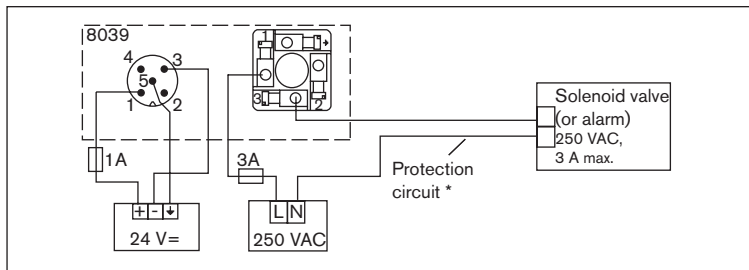 8039
4
3
5
1
2
1
3
2
1A
3A
+
-
24 V=
L
N
250 VAC
Protection
circuit *
Solenoid valve
(or alarm)
250 VAC,
3 A max.